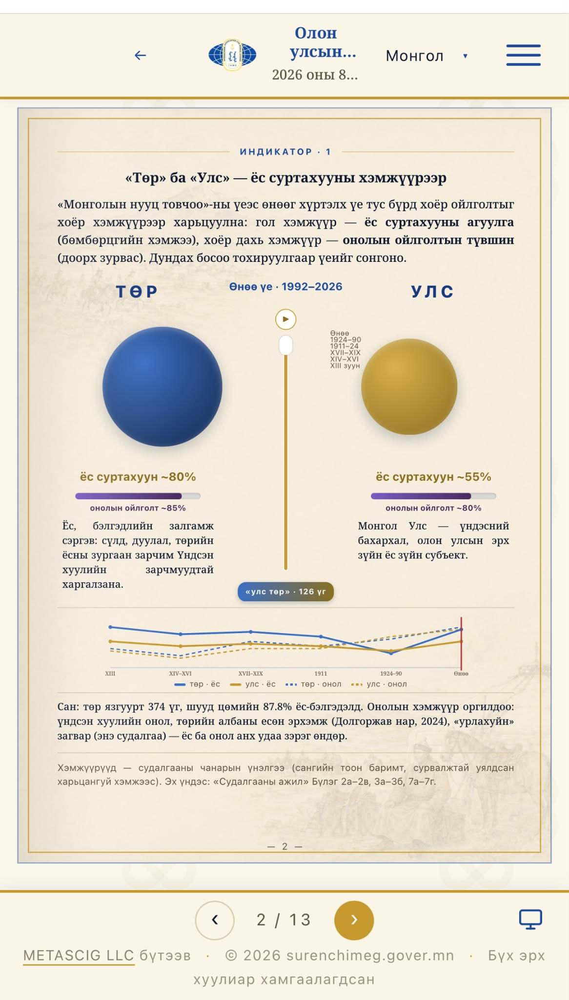 Олон
улсын...
2026 оны 8...
Монгол
ИНДИКАТОР · 1
«Төр» ба «Улс» — ёс суртахууны хэмжүүрээр
«Монголын нууц товчоо»-ны үеэс өнөөг хүртэлх үе тус бүрд хоёр ойлголтыг
хоёр хэмжүүрээр харьцуулна: гол хэмжүүр — ёс суртахууны агуулга
(бөмбөрцгийн хэмжээ), хоёр дахь хэмжүүр — онолын ойлголтын түвшин
(доорх зурвас). Дундах босоо тохируулгаар үеийг сонгоно.
ТӨР
Өнөө үе · 1992–2026
УЛС
Өнөө
1924–90
1911–24
XVII–XIX
XIV–XVI
XIII зуун
ёс суртахуун ~80%
онолын ойлголт ~85%
Ёс, бэлгэдлийн залгамж
сэргэв: сүлд, дуулал, төрийн
ёсны зургаан зарчим Үндсэн
хуулийн зарчмуудтай
харгалзана.
ёс суртахуун ~55%
онолын ойлголт ~80%
Монгол Улс — үндэсний
бахархал, олон улсын эрх
зүйн ёс зүйн субъект.
«улс төр» · 126 үг
XIII XIV–XVI XVII–XIX 1911 1924–90 Өнөө
төр · ёс улс · ёс төр · онол улс · онол
Сан: төр язгуурт 374 үг, шууд цөмийн 87.8% ёс-бэлгэдэлд. Онолын хэмжүүр оргилдоо:
үндсэн хуулийн онол, төрийн албаны есөн эрхэмж (Долгоржав нар, 2024), «урлахуйн»
загвар (энэ судалгаа) — ёс ба онол анх удаа зэрэг өндөр.
Хэмжүүрүүд — судалгааны чанарын үнэлгээ (сангийн тоон баримт, сурвалжтай уялдсан
харьцангуй хэмжээс). Эх үндэс: «Судалгааны ажил» Бүлэг 2а–2в, 3а–3б, 7а–7г.
— 2 —
2 / 13
METASCIG LLC бүтээв · © 2026 surenchimeg.gover.mn · Бүх эрх
хуулиар хамгаалагдсан